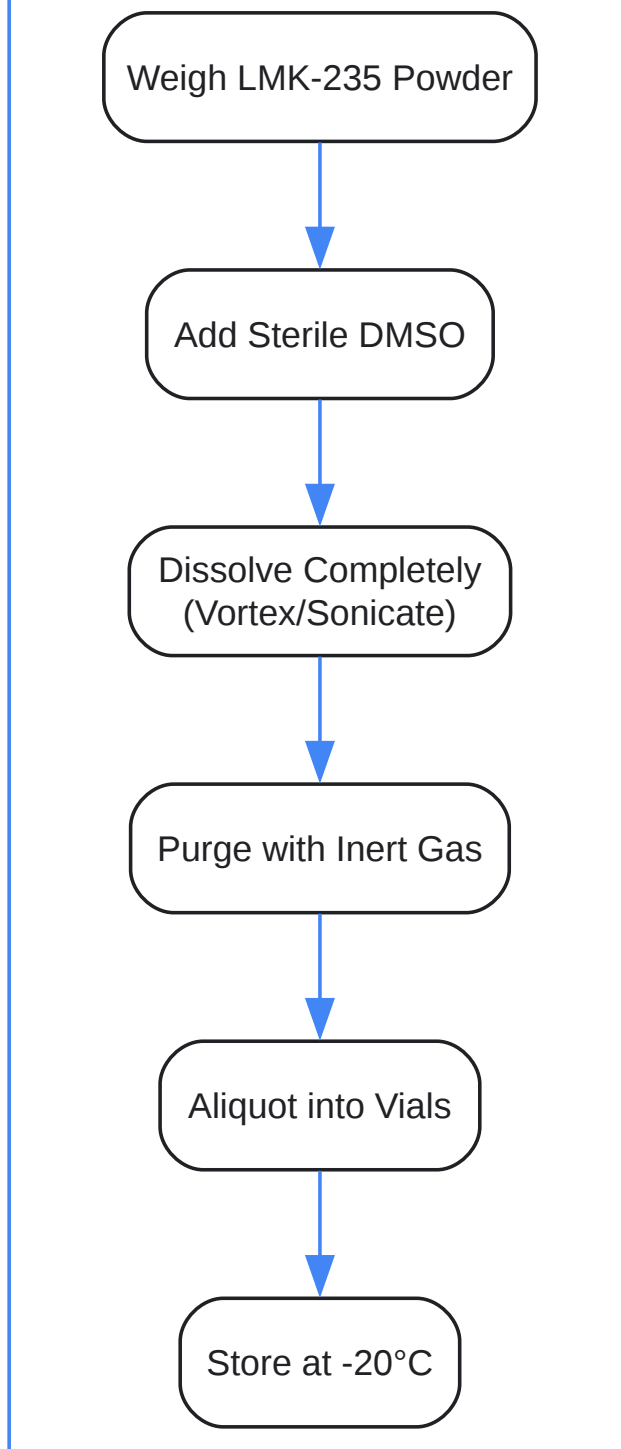 Weigh LMK-235 Powder
Add Sterile DMSO
Dissolve Completely
(Vortex/Sonicate)
Purge with Inert Gas
Aliquot into Vials
Store at -20°C